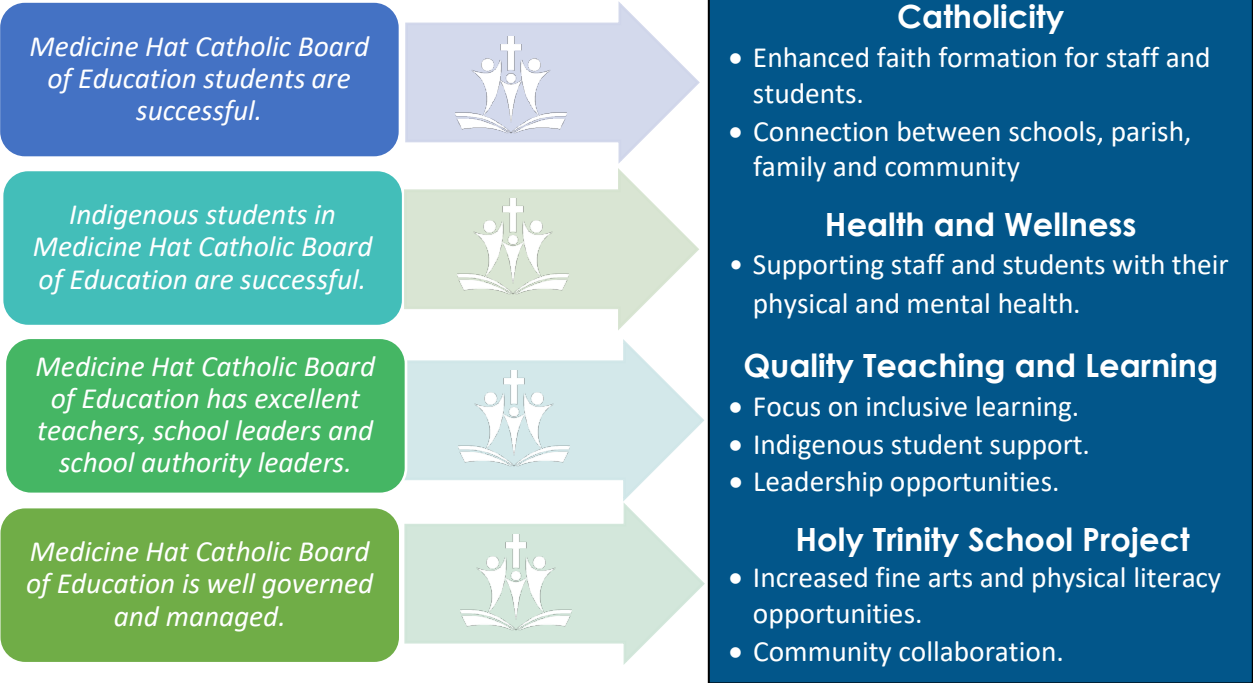 Medicine Hat Catholic Board
of Education students are
successful.
Indigenous students in
Medicine Hat Catholic Board
of Education are successful.
Medicine Hat Catholic Board
of Education has excellent
teachers, school leaders and
school authority leaders.
Medicine Hat Catholic Board
of Education is well governed
and managed.
Catholicity
• Enhanced faith formation for staff and
students.
• Connection between schools, parish,
family and community
Health and Wellness
• Supporting staff and students with their
physical and mental health.
Quality Teaching and Learning
• Focus on inclusive learning.
• Indigenous student support.
• Leadership opportunities.
Holy Trinity School Project
• Increased fine arts and physical literacy
opportunities.
• Community collaboration.